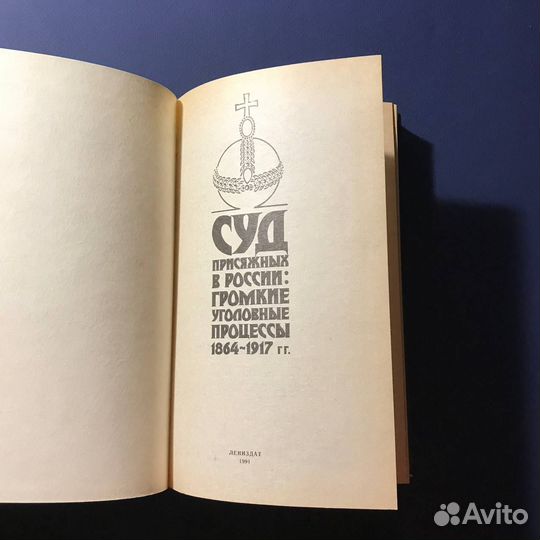 СУД
ПРИСЯЖНЫХ
В РОССИИ:
ГРОМКИЕ
УГОЛОВНЫЕ
ПРОЦЕССЫ
1864~1917 гг.
ЛЕНИЗДАТ
1991
Avito